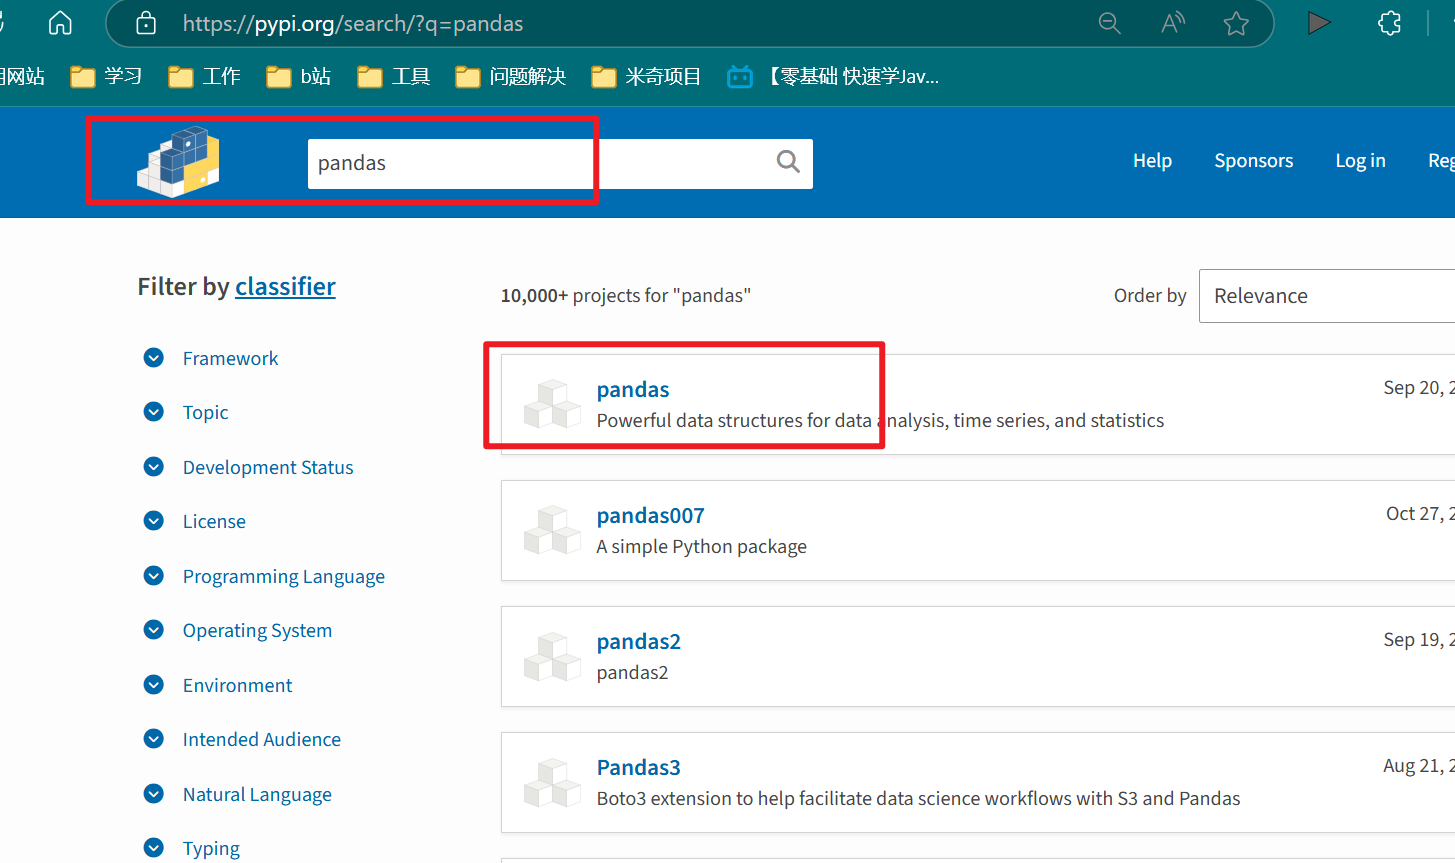 https://pypi.org/search/?q=pandas
用网站 学习 工作 b站 工具 问题解决 米奇项目 【零基础 快速学Jav...
pandas
Help Sponsors Log in Reg
Filter by classifier
10,000+ projects for "pandas"
Order by Relevance
Framework
Topic
Development Status
License
Programming Language
Operating System
Environment
Intended Audience
Natural Language
Typing
pandas
Sep 20, 2
Powerful data structures for data analysis, time series, and statistics
pandas007
Oct 27, 2
A simple Python package
pandas2
Sep 19, 2
pandas2
Pandas3
Aug 21, 2
Boto3 extension to help facilitate data science workflows with S3 and Pandas